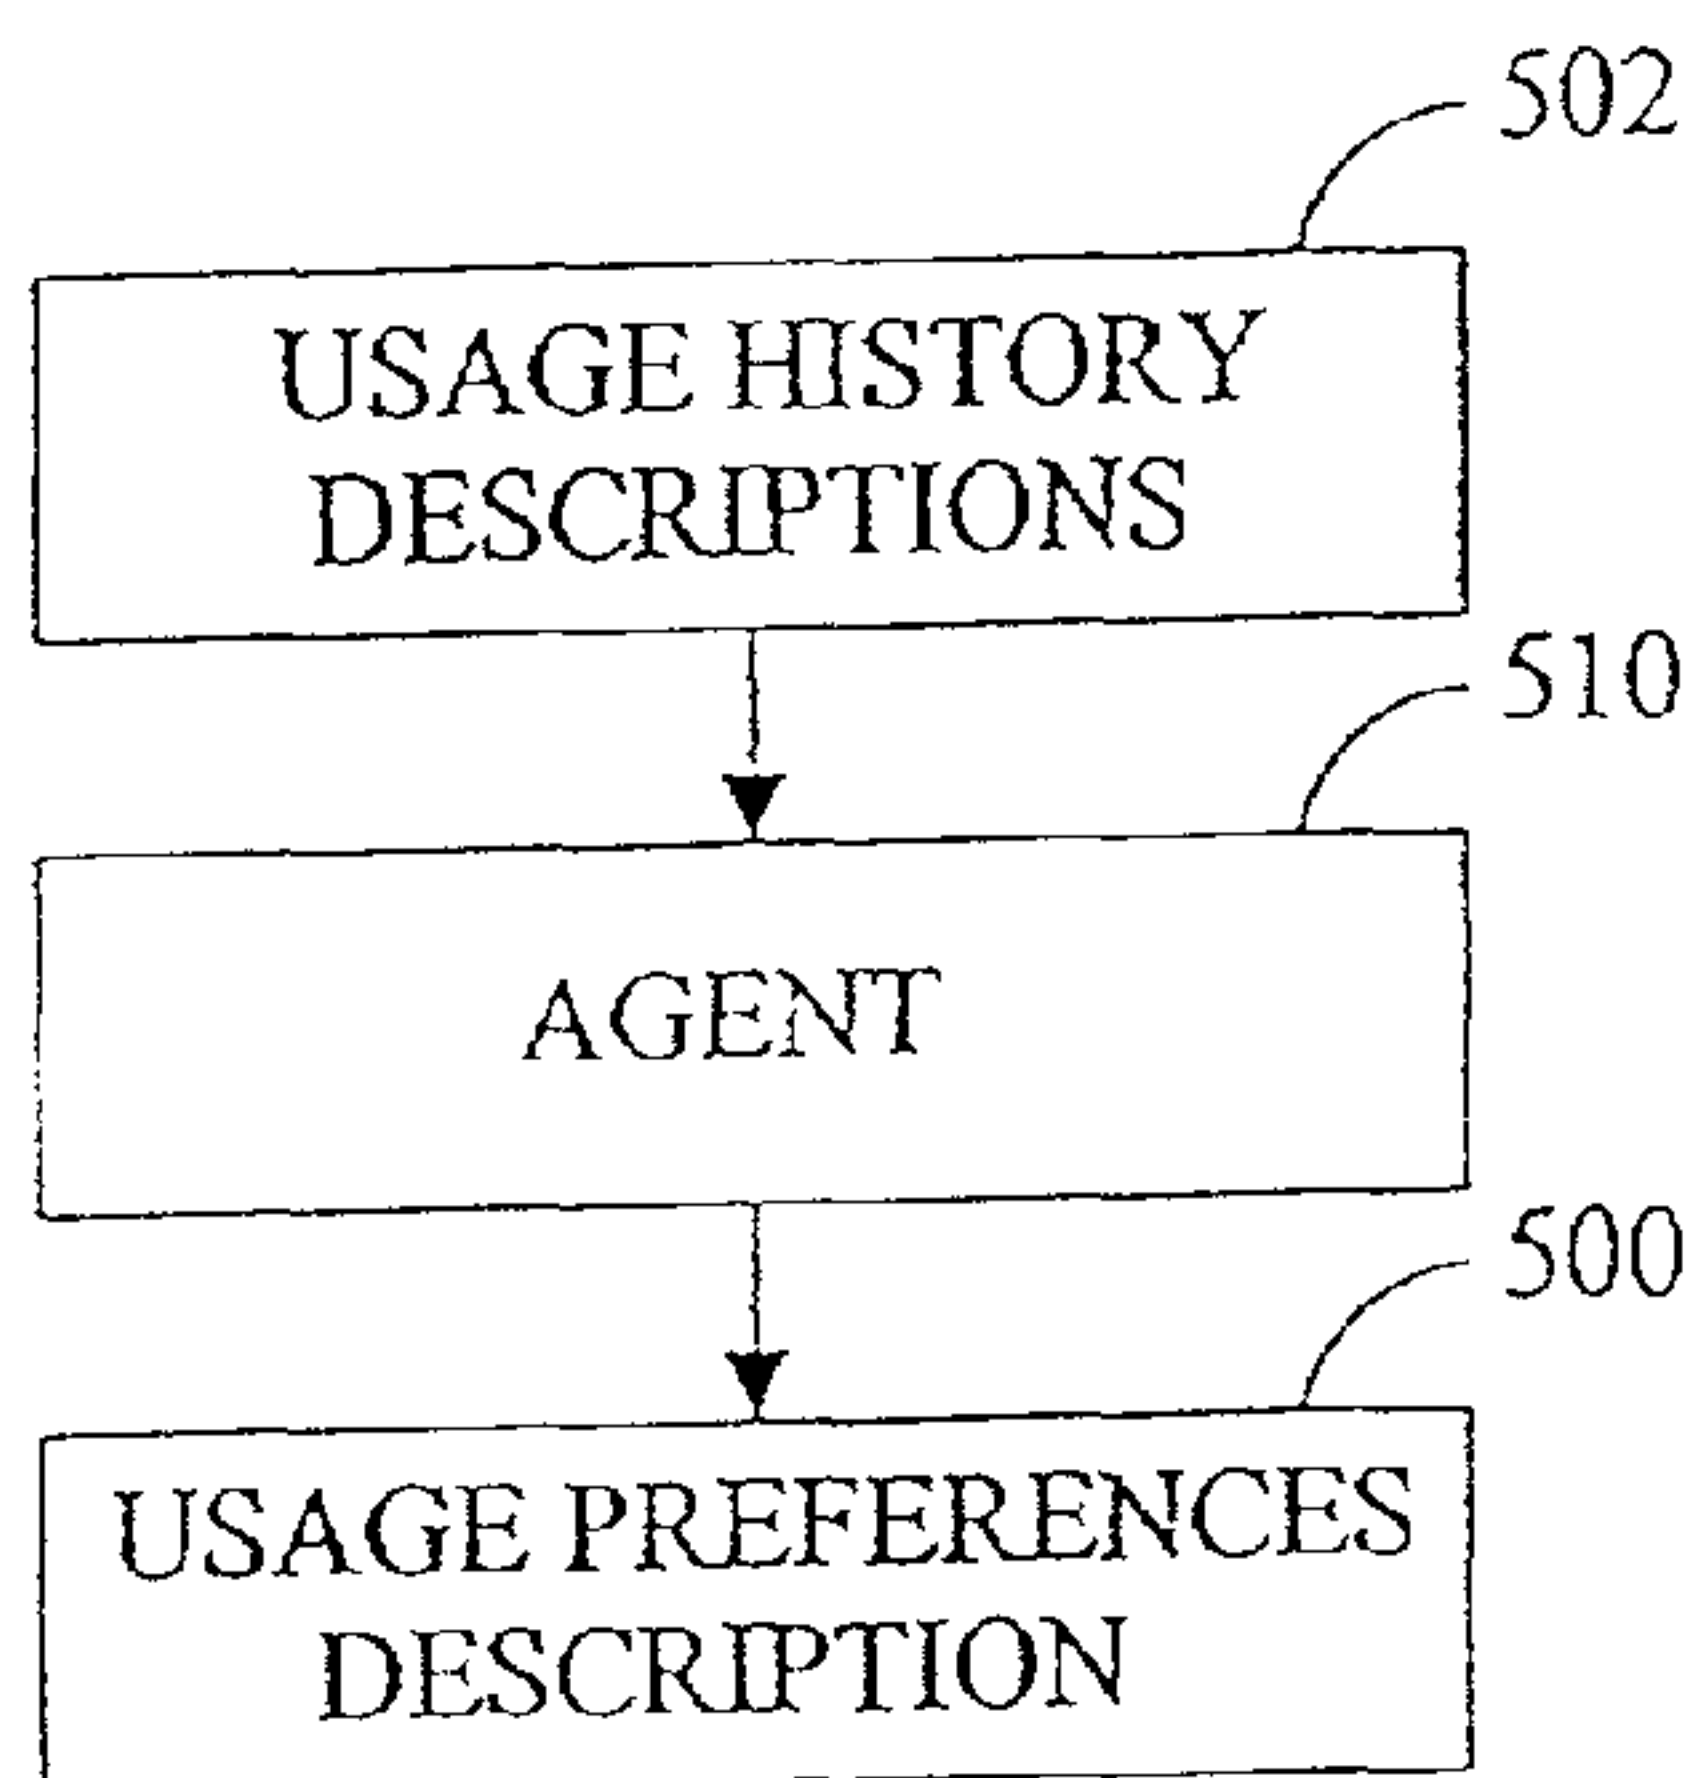 502
USAGE HISTORY
DESCRIPTIONS
510
AGENT
500
USAGE PREFERENCES
DESCRIPTION